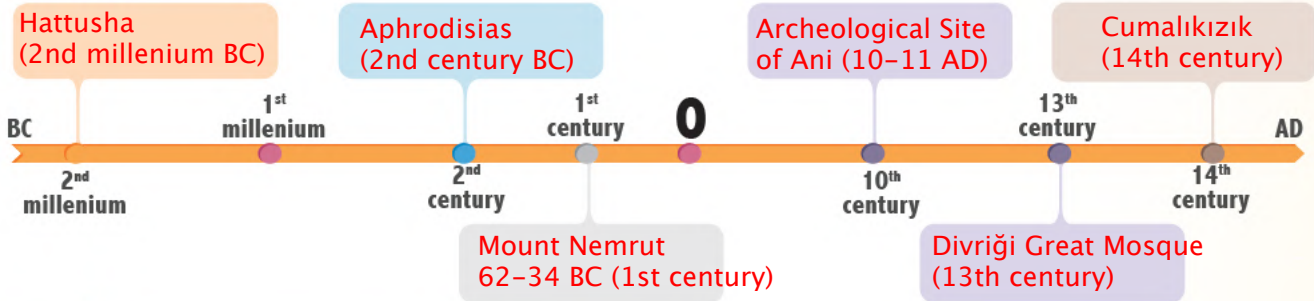 Hattusha
(2nd millenium BC)
Aphrodisias
(2nd century BC)
Archeological Site
of Ani (10-11 AD)
Cumalıkızık
(14th century)
BC
1st
millenium
1st
century
0
13th
century
AD
2nd
millenium
2nd
century
10th
century
14th
century
Mount Nemrut
62-34 BC (1st century)
Divriği Great Mosque
(13th century)